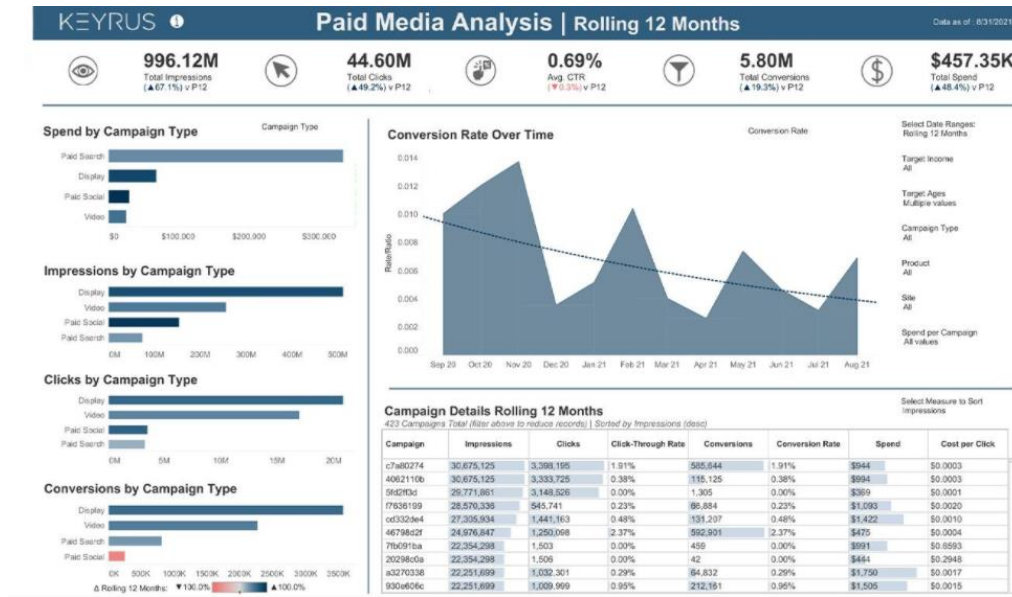 KEYRUS
Paid Media Analysis | Rolling 12 Months
Data as of : 8/31/2021
996.12M
Total Impressions
(▲67.1%) v P12
44.60M
Total Clicks
(▲49.2%) v P12
0.69%
Avg. CTR
(▼0.3%) v P12
5.80M
Total Conversions
(▲19.3%) v P12
$457.35K
Total Spend
(▲48.4%) v P12
Spend by Campaign Type
Campaign Type
Paid Search
Display
Paid Social
Video
$0 $100,000 $200,000 $300,000
Impressions by Campaign Type
Display
Video
Paid Social
Paid Search
0M 100M 200M 300M 400M 500M
Clicks by Campaign Type
Display
Video
Paid Social
Paid Search
0M 5M 10M 15M 20M
Conversions by Campaign Type
Display
Video
Paid Search
Paid Social
0K 500K 1000K 1500K 2000K 2500K 3000K 3500K
Δ Rolling 12 Months: ▼100.0% ▲100.0%
Conversion Rate Over Time
Conversion Rate
Rate/Ratio
0.014
0.012
0.010
0.008
0.006
0.004
0.002
0.000
Sep 20 Oct 20 Nov 20 Dec 20 Jan 21 Feb 21 Mar 21 Apr 21 May 21 Jun 21 Jul 21 Aug 21
Select Date Ranges:
Rolling 12 Months
Target Income
All
Target Ages
Multiple values
Campaign Type
All
Product
All
Site
All
Spend per Campaign
All values
Select Measure to Sort
Impressions
Campaign Details Rolling 12 Months
423 Campaigns Total (filter above to reduce records) | Sorted by Impressions (desc)
Campaign Impressions Clicks Click-Through Rate Conversions Conversion Rate Spend Cost per Click
c7a80274 30,675,125 3,398,195 1.91% 585,644 1.91% $944 $0.0003
4062110b 30,675,125 3,333,725 0.38% 115,125 0.38% $994 $0.0003
5fd2ff3d 29,771,861 3,148,526 0.00% 1,305 0.00% $369 $0.0001
f7636199 28,570,336 545,741 0.23% 66,884 0.23% $1,093 $0.0020
cd332de4 27,305,934 1,441,163 0.48% 131,207 0.48% $1,422 $0.0010
46798d2f 24,976,847 1,250,098 2.37% 592,901 2.37% $475 $0.0004
7fb091ba 22,354,298 1,503 0.00% 459 0.00% $991 $0.6593
20298c0a 22,354,298 1,506 0.00% 42 0.00% $444 $0.2948
a3270338 22,251,699 1,032,301 0.29% 64,832 0.29% $1,750 $0.0017
930e606c 22,251,699 1,009,999 0.95% 212,161 0.95% $1,505 $0.0015